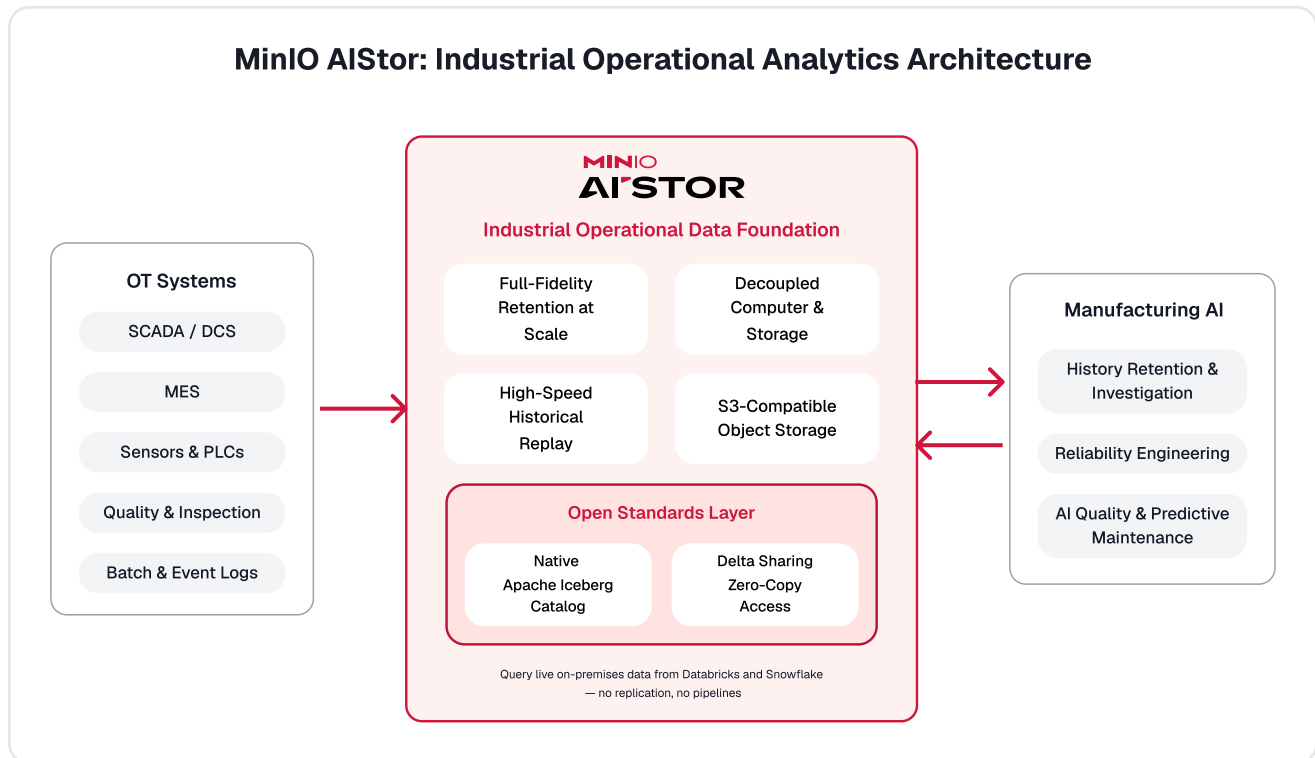 MinIO AIStor: Industrial Operational Analytics Architecture
OT Systems
SCADA / DCS
MES
Sensors & PLCs
Quality & Inspection
Batch & Event Logs
MINIO
AISTOR
Industrial Operational Data Foundation
Full-Fidelity
Retention at
Scale
Decoupled
Computer &
Storage
High-Speed
Historical
Replay
S3-Compatible
Object Storage
Open Standards Layer
Native
Apache Iceberg
Catalog
Delta Sharing
Zero-Copy
Access
Query live on-premises data from Databricks and Snowflake
— no replication, no pipelines
Manufacturing AI
History Retention &
Investigation
Reliability Engineering
AI Quality & Predictive
Maintenance